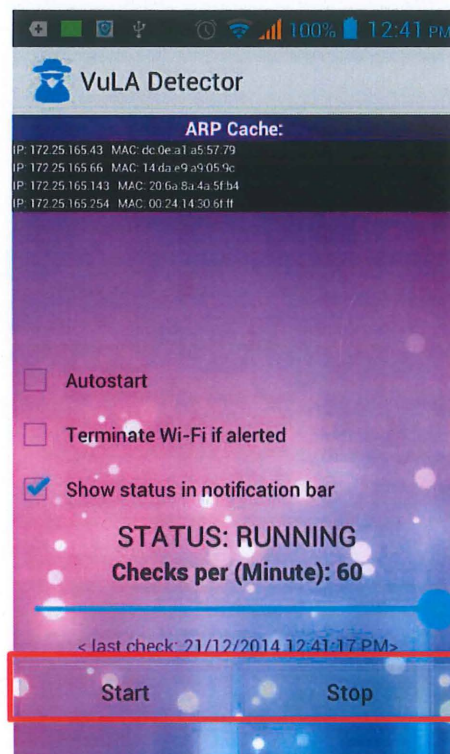 100% 12:41 PM
VuLA Detector
ARP Cache:
IP: 172.25.165.43 MAC: dc:0e:a1:a5:57:79
IP: 172.25.165.66 MAC: 14:da:e9:a9:05:9c
IP: 172.25.165.143 MAC: 20:6a:8a:4a:5f:b4
IP: 172.25.165.254 MAC: 00:24:14:30:6f:ff
Autostart
Terminate Wi-Fi if alerted
Show status in notification bar
STATUS: RUNNING
Checks per (Minute): 60
< last check: 21/12/2014 12:41:17 PM>
Start Stop